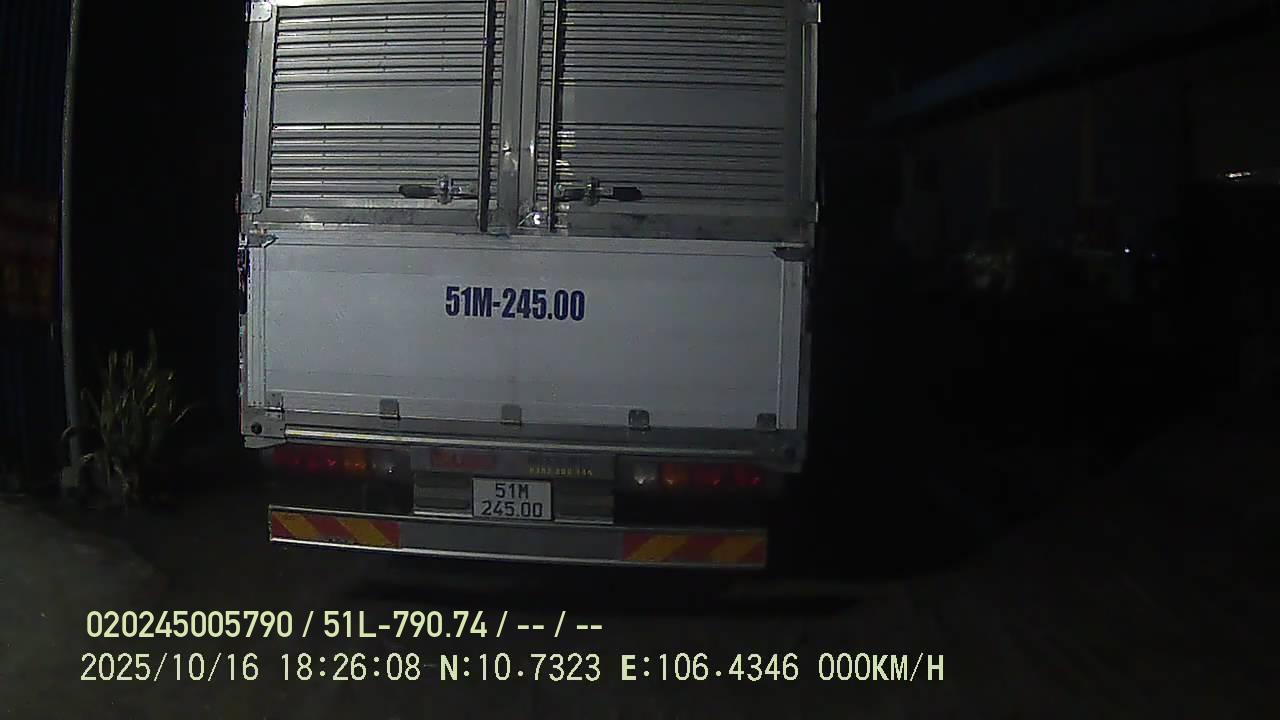 51M-245.00
51M
245.00
020245005790 / 51L-790.74 / -- / --
2025/10/16 18:26:08 N:10.7323 E:106.4346 000KM/H